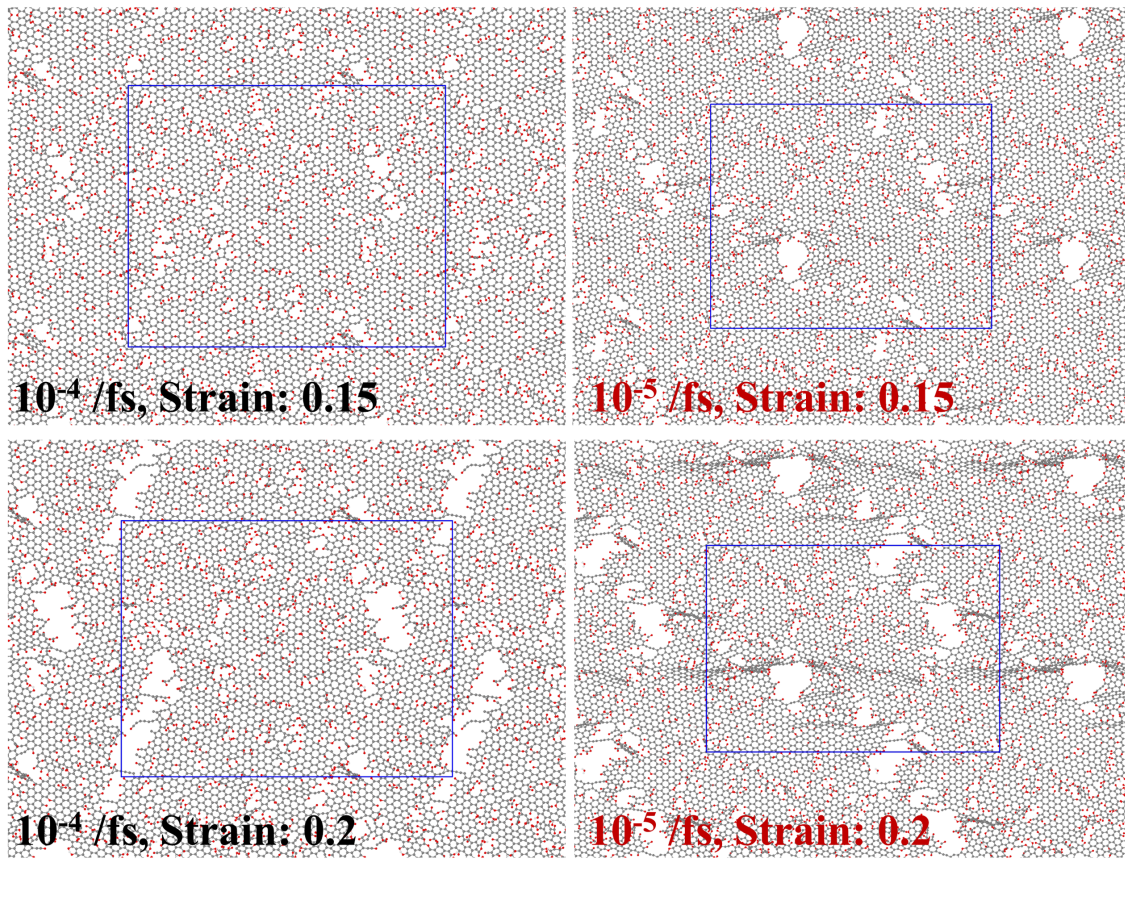 10⁻⁴ /fs, Strain: 0.15
10⁻⁵ /fs, Strain: 0.15
10⁻⁴ /fs, Strain: 0.2
10⁻⁵ /fs, Strain: 0.2